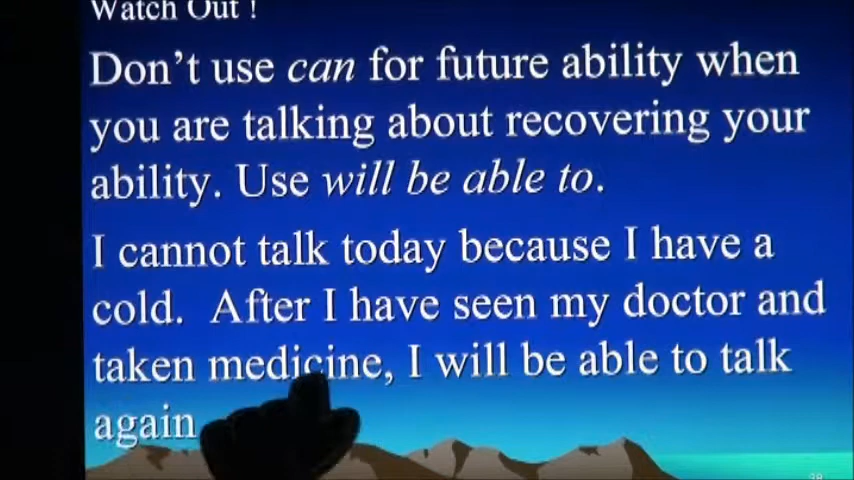 Watch Out !
Don't use can for future ability when
you are talking about recovering your
ability. Use will be able to.
I cannot talk today because I have a
cold.  After I have seen my doctor and
taken medicine, I will be able to talk
again
38